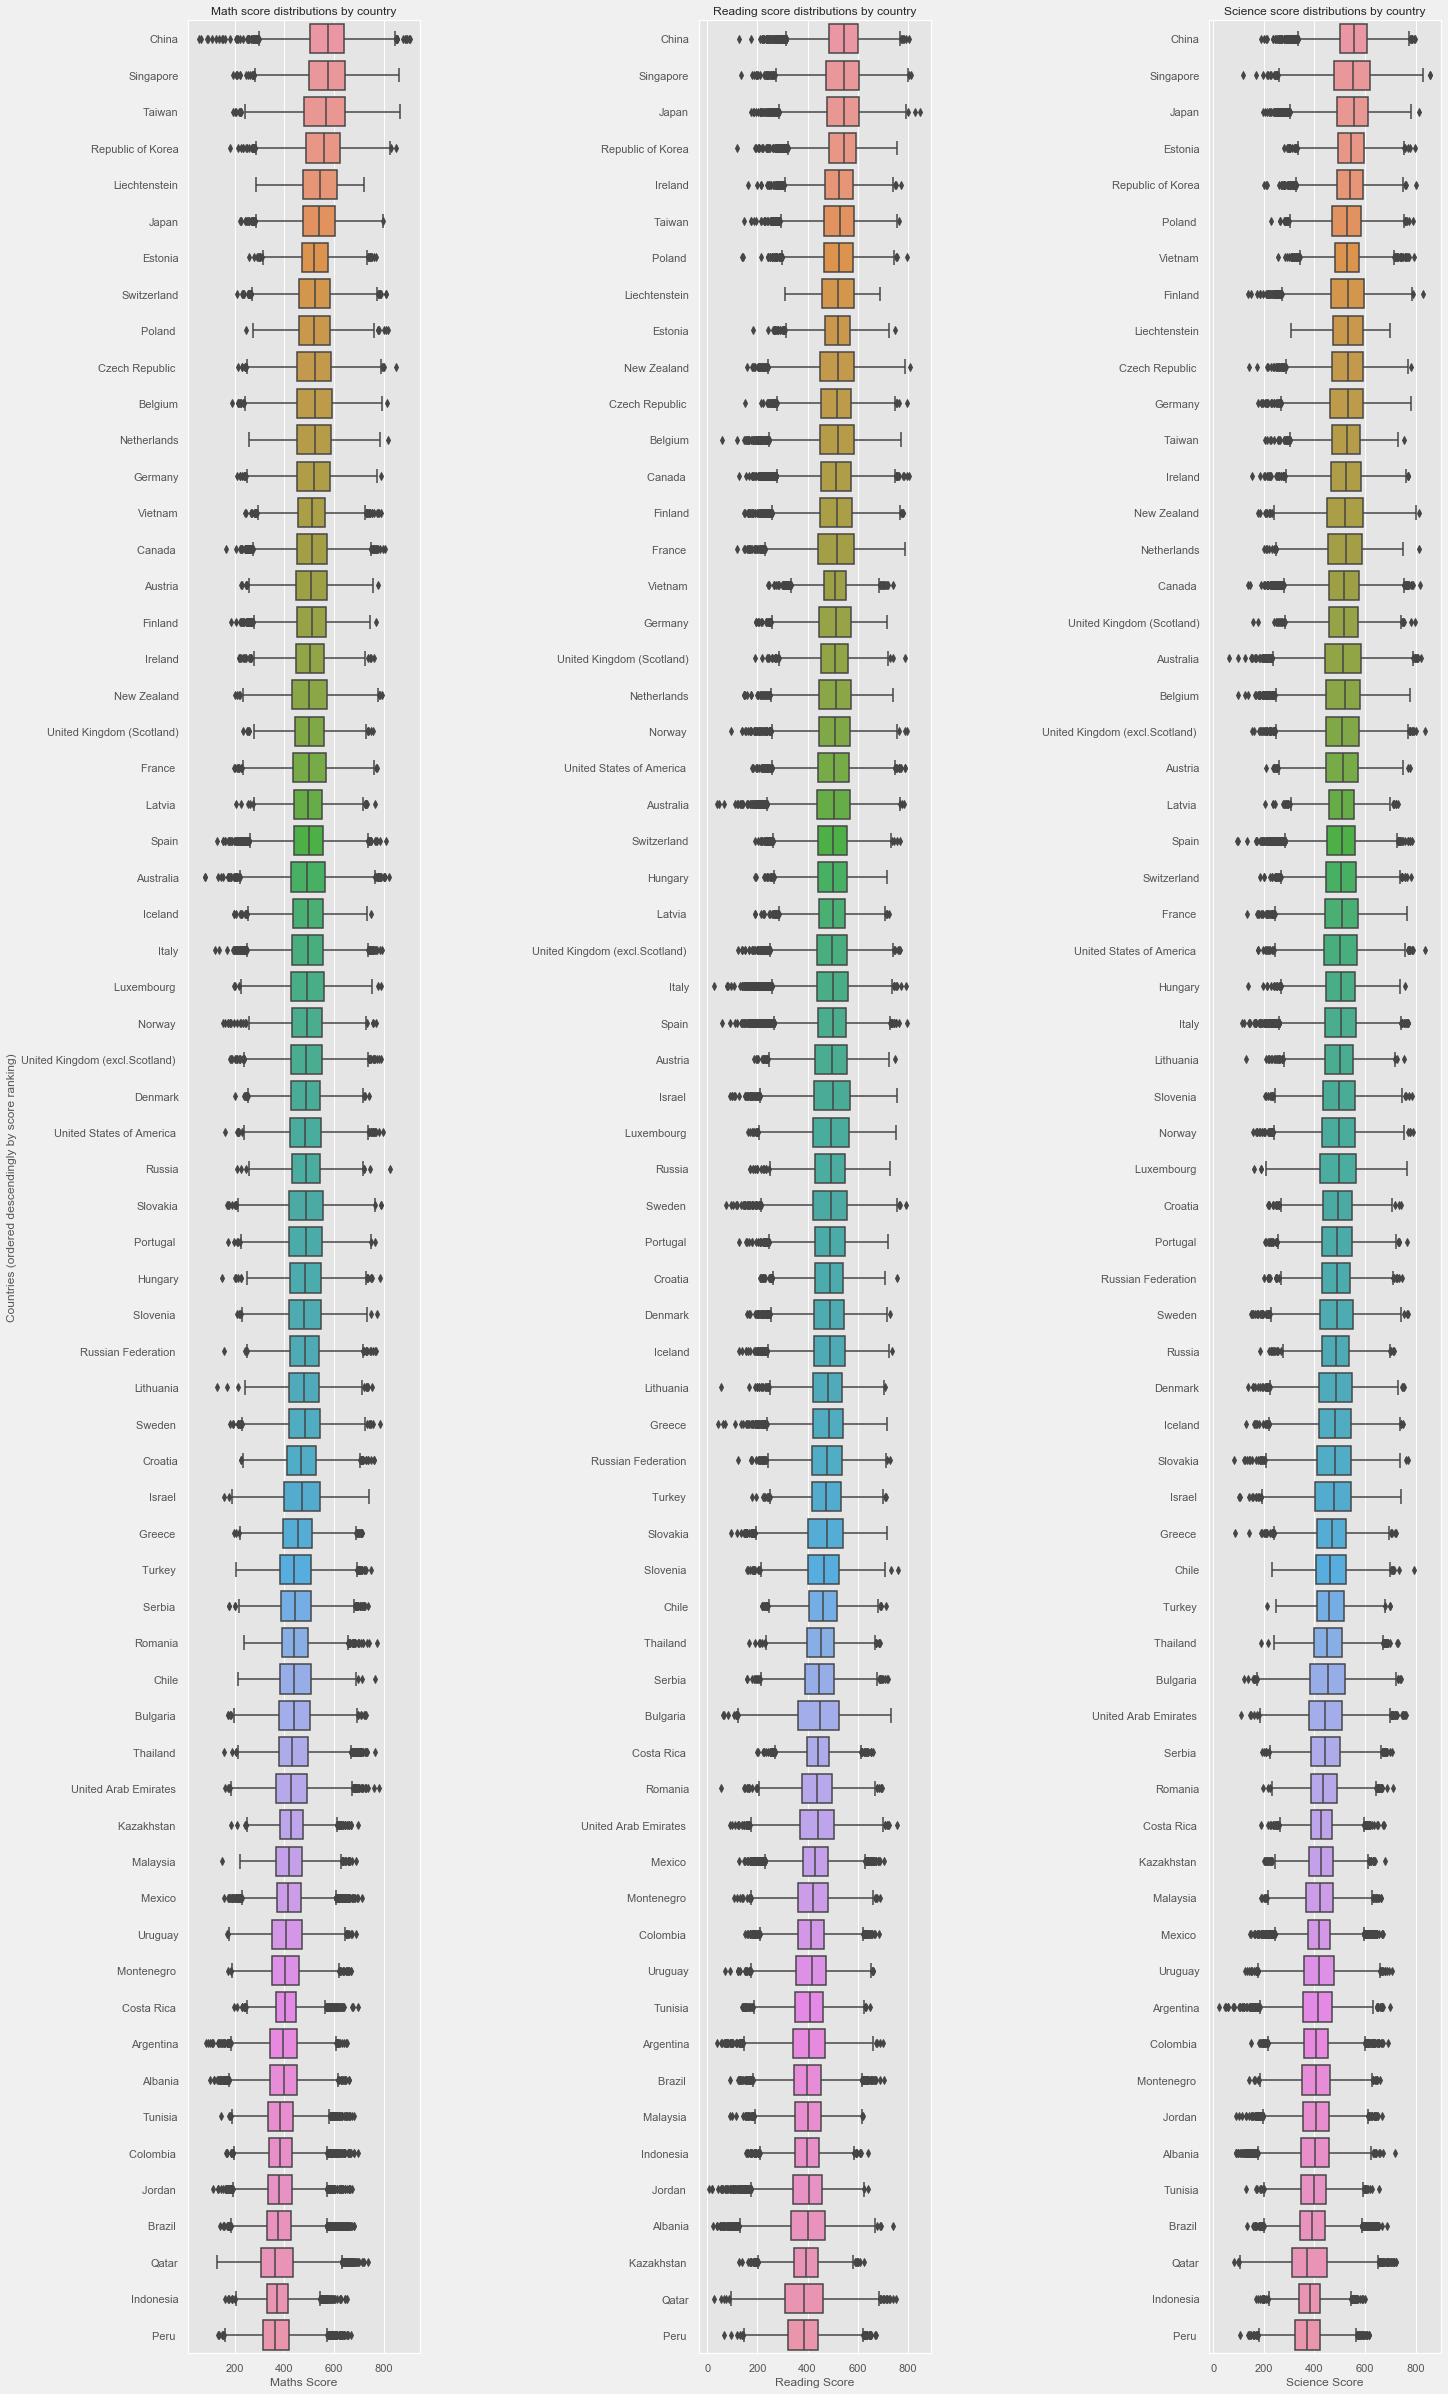 Math score distributions by country
China
Singapore
Taiwan
Republic of Korea
Liechtenstein
Japan
Estonia
Switzerland
Poland
Czech Republic
Belgium
Netherlands
Germany
Vietnam
Canada
Austria
Finland
Ireland
New Zealand
United Kingdom (Scotland)
France
Latvia
Spain
Australia
Iceland
Italy
Luxembourg
Norway
United Kingdom (excl.Scotland)
Denmark
United States of America
Russia
Slovakia
Portugal
Hungary
Slovenia
Russian Federation
Lithuania
Sweden
Croatia
Israel
Greece
Turkey
Serbia
Romania
Chile
Bulgaria
Thailand
United Arab Emirates
Kazakhstan
Malaysia
Mexico
Uruguay
Montenegro
Costa Rica
Argentina
Albania
Tunisia
Colombia
Jordan
Brazil
Qatar
Indonesia
Peru
Countries (ordered descendingly by score ranking)
200 400 600 800
Maths Score
Reading score distributions by country
China
Singapore
Japan
Republic of Korea
Ireland
Taiwan
Poland
Liechtenstein
Estonia
New Zealand
Czech Republic
Belgium
Canada
Finland
France
Vietnam
Germany
United Kingdom (Scotland)
Netherlands
Norway
United States of America
Australia
Switzerland
Hungary
Latvia
United Kingdom (excl.Scotland)
Italy
Spain
Austria
Israel
Luxembourg
Russia
Sweden
Portugal
Croatia
Denmark
Iceland
Lithuania
Greece
Russian Federation
Turkey
Slovakia
Slovenia
Chile
Thailand
Serbia
Bulgaria
Costa Rica
Romania
United Arab Emirates
Mexico
Montenegro
Colombia
Uruguay
Tunisia
Argentina
Brazil
Malaysia
Indonesia
Jordan
Albania
Kazakhstan
Qatar
Peru
0 200 400 600 800
Reading Score
Science score distributions by country
China
Singapore
Japan
Estonia
Republic of Korea
Poland
Vietnam
Finland
Liechtenstein
Czech Republic
Germany
Taiwan
Ireland
New Zealand
Netherlands
Canada
United Kingdom (Scotland)
Australia
Belgium
United Kingdom (excl.Scotland)
Austria
Latvia
Spain
Switzerland
France
United States of America
Hungary
Italy
Lithuania
Slovenia
Norway
Luxembourg
Croatia
Portugal
Russian Federation
Sweden
Russia
Denmark
Iceland
Slovakia
Israel
Greece
Chile
Turkey
Thailand
Bulgaria
United Arab Emirates
Serbia
Romania
Costa Rica
Kazakhstan
Malaysia
Mexico
Uruguay
Argentina
Colombia
Montenegro
Jordan
Albania
Tunisia
Brazil
Qatar
Indonesia
Peru
0 200 400 600 800
Science Score